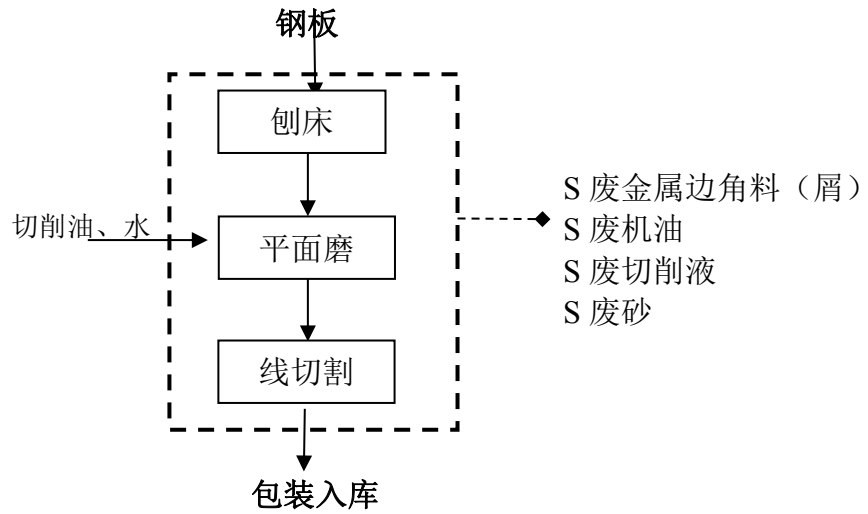 钢板
刨床
切削油、水
平面磨
线切割
包装入库
S 废金属边角料（屑）
S 废机油
S 废切削液
S 废砂